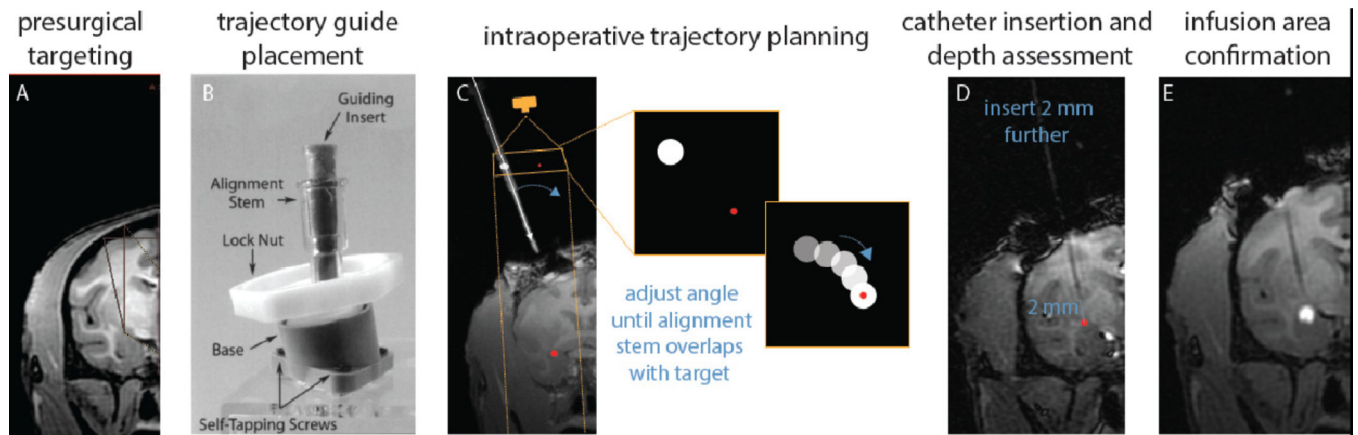 presurgical
targeting
trajectory guide
placement
intraoperative trajectory planning
catheter insertion and
depth assessment
infusion area
confirmation
A
B
Guiding
Insert
Alignment
Stem
Lock Nut
Base
Self-Tapping Screws
C
adjust angle
until alignment
stem overlaps
with target
D
insert 2 mm
further
2 mm
E